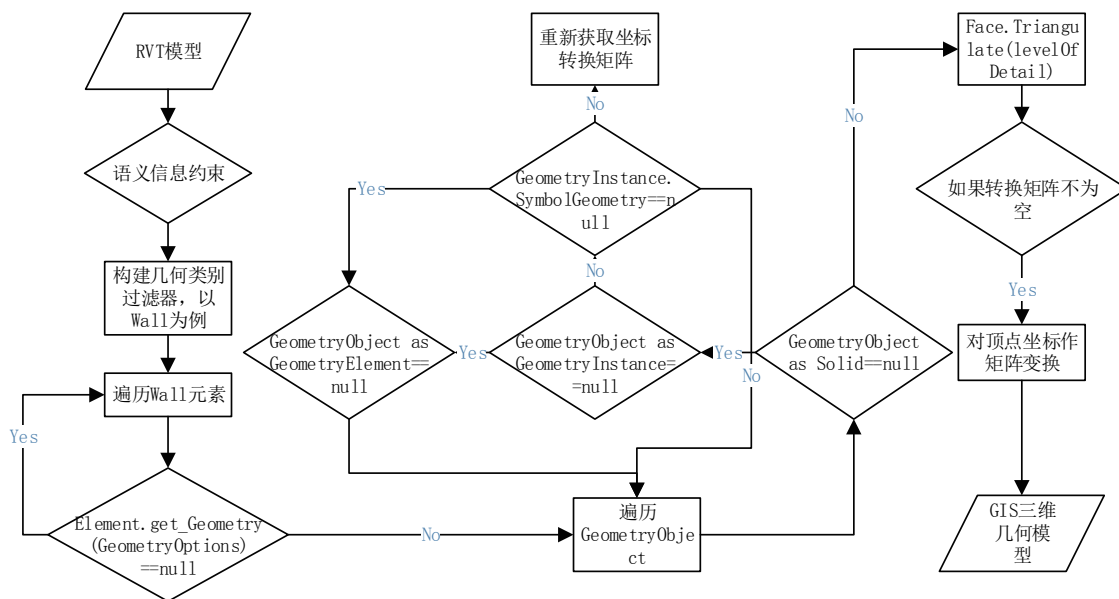 RVT模型
语义信息约束
构建几何类别
过滤器，以
Wall为例
遍历Wall元素
Yes
Element.get_Geometry
(GeometryOptions)
==null
No
重新获取坐标
转换矩阵
No
GeometryInstance.
SymbolGeometry==n
ull
Yes
No
No
GeometryObject as
GeometryElement==
null
Yes
GeometryObject as
GeometryInstance=
=null
Yes
GeometryObject
as Solid==null
遍历
GeometryObje
ct
No
Face.Triangu
late(levelOf
Detail)
如果转换矩阵不为
空
Yes
对顶点坐标作
矩阵变换
GIS三维
几何模
型